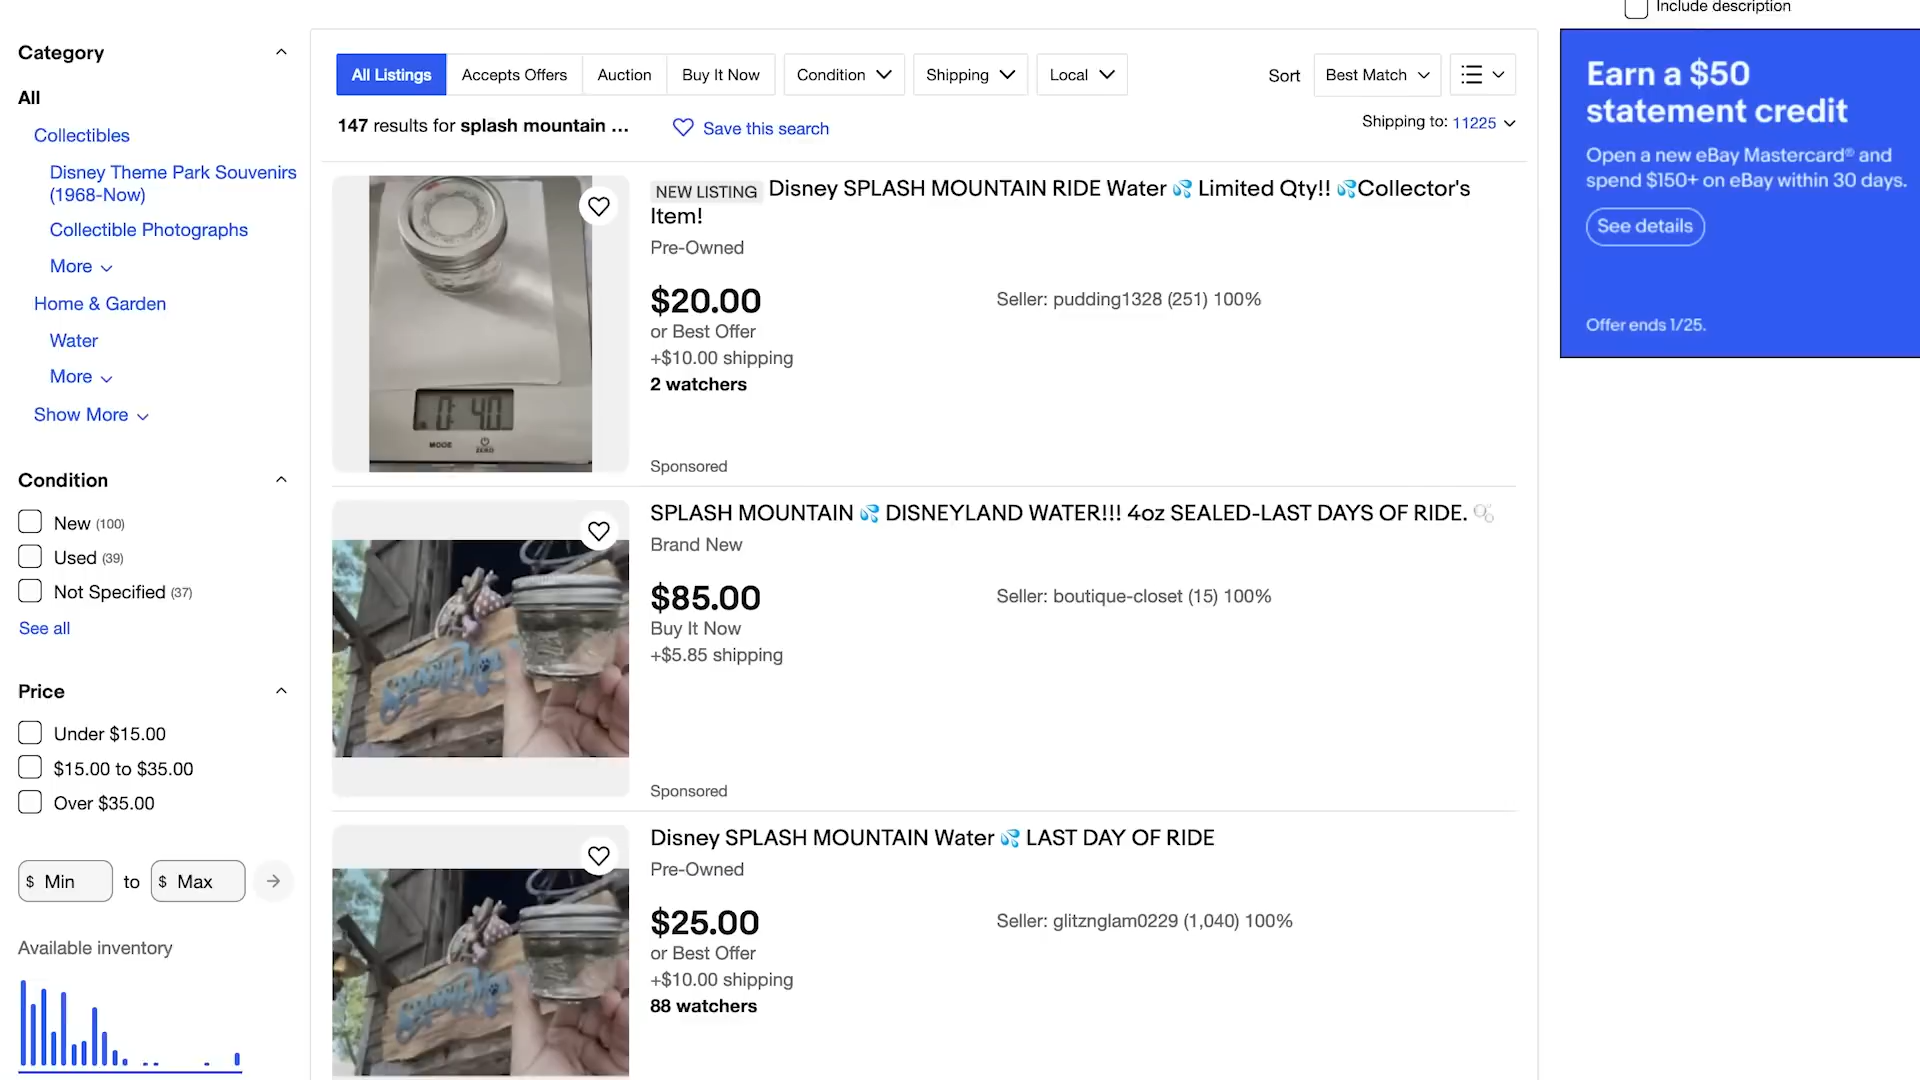 Include description
Category
All
Collectibles
Disney Theme Park Souvenirs
(1968-Now)
Collectible Photographs
More
Home & Garden
Water
More
Show More
Condition
New (100)
Used (39)
Not Specified (37)
See all
Price
Under $15.00
$15.00 to $35.00
Over $35.00
$ Min to $ Max
Available inventory
All Listings Accepts Offers Auction Buy It Now Condition Shipping Local Sort Best Match
147 results for splash mountain ... Save this search Shipping to: 11225
NEW LISTING Disney SPLASH MOUNTAIN RIDE Water 💦 Limited Qty!! 💦Collector's
Item!
Pre-Owned
$20.00 Seller: pudding1328 (251) 100%
or Best Offer
+$10.00 shipping
2 watchers
Sponsored
0: 40
MODE ZERO
SPLASH MOUNTAIN 💦 DISNEYLAND WATER!!! 4oz SEALED-LAST DAYS OF RIDE. 🫧
Brand New
$85.00 Seller: boutique-closet (15) 100%
Buy It Now
+$5.85 shipping
Sponsored
Disney SPLASH MOUNTAIN Water 💦 LAST DAY OF RIDE
Pre-Owned
$25.00 Seller: glitznglam0229 (1,040) 100%
or Best Offer
+$10.00 shipping
88 watchers
Earn a $50
statement credit
Open a new eBay Mastercard® and
spend $150+ on eBay within 30 days.
See details
Offer ends 1/25.